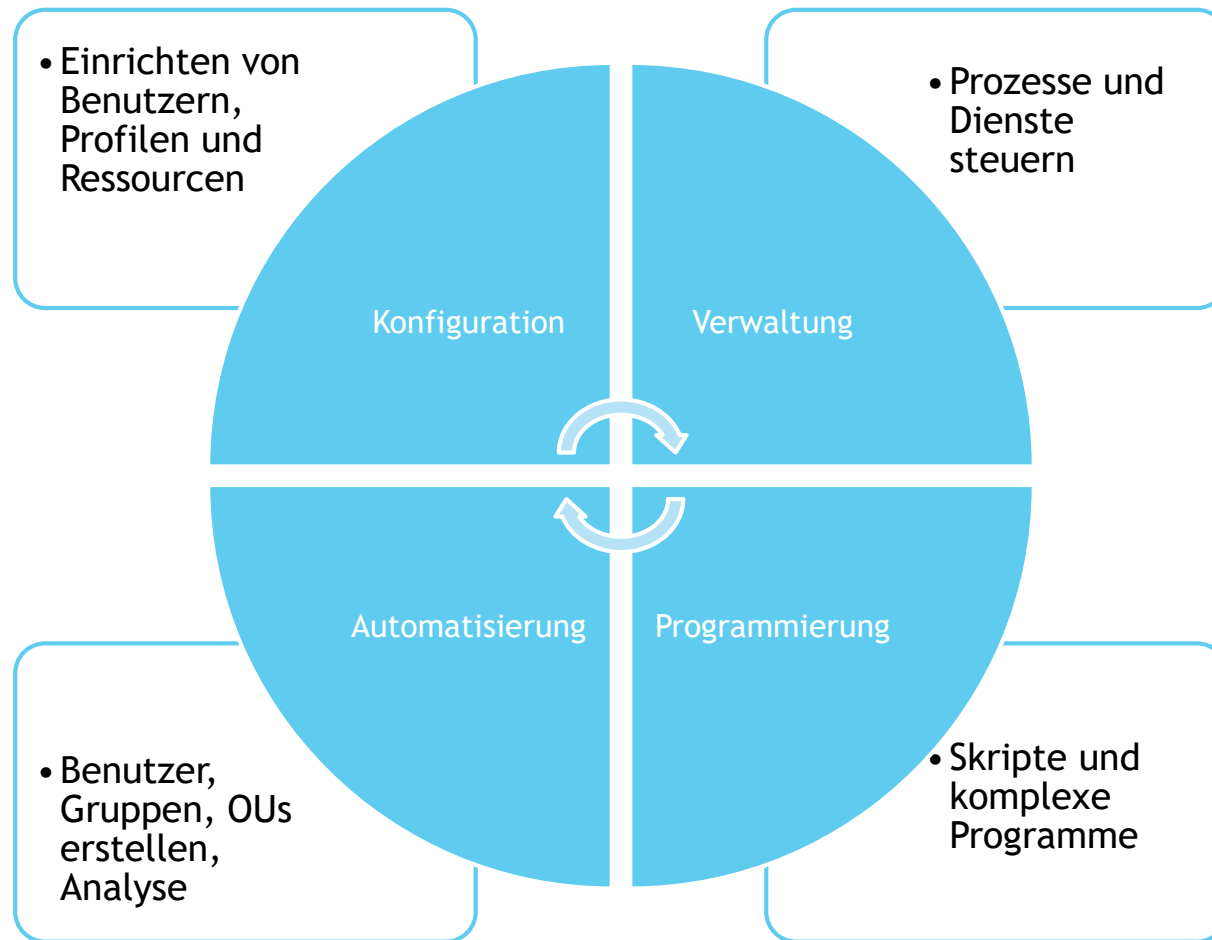 • Einrichten von
Benutzern,
Profilen und
Ressourcen
• Prozesse und
Dienste
steuern
Konfiguration
Verwaltung
Automatisierung
Programmierung
• Benutzer,
Gruppen, OUs
erstellen,
Analyse
• Skripte und
komplexe
Programme